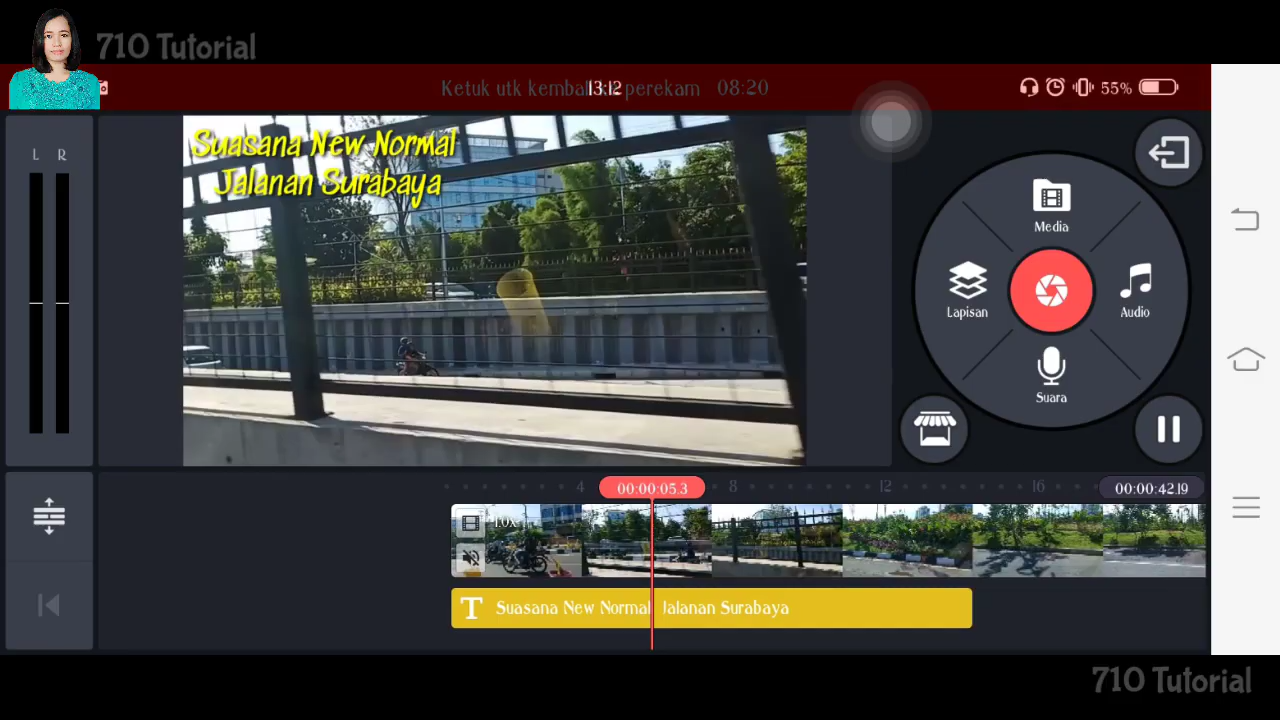 710 Tutorial
Ketuk utk kembali ke perekam 08:20
13:12
55%
L R
Suasana New Normal
Jalanan Surabaya
Media
Lapisan
Audio
Suara
4
00:00:05.3
8
12
16
00:00:42.19
1.0x
T Suasana New Normal Jalanan Surabaya
710 Tutorial